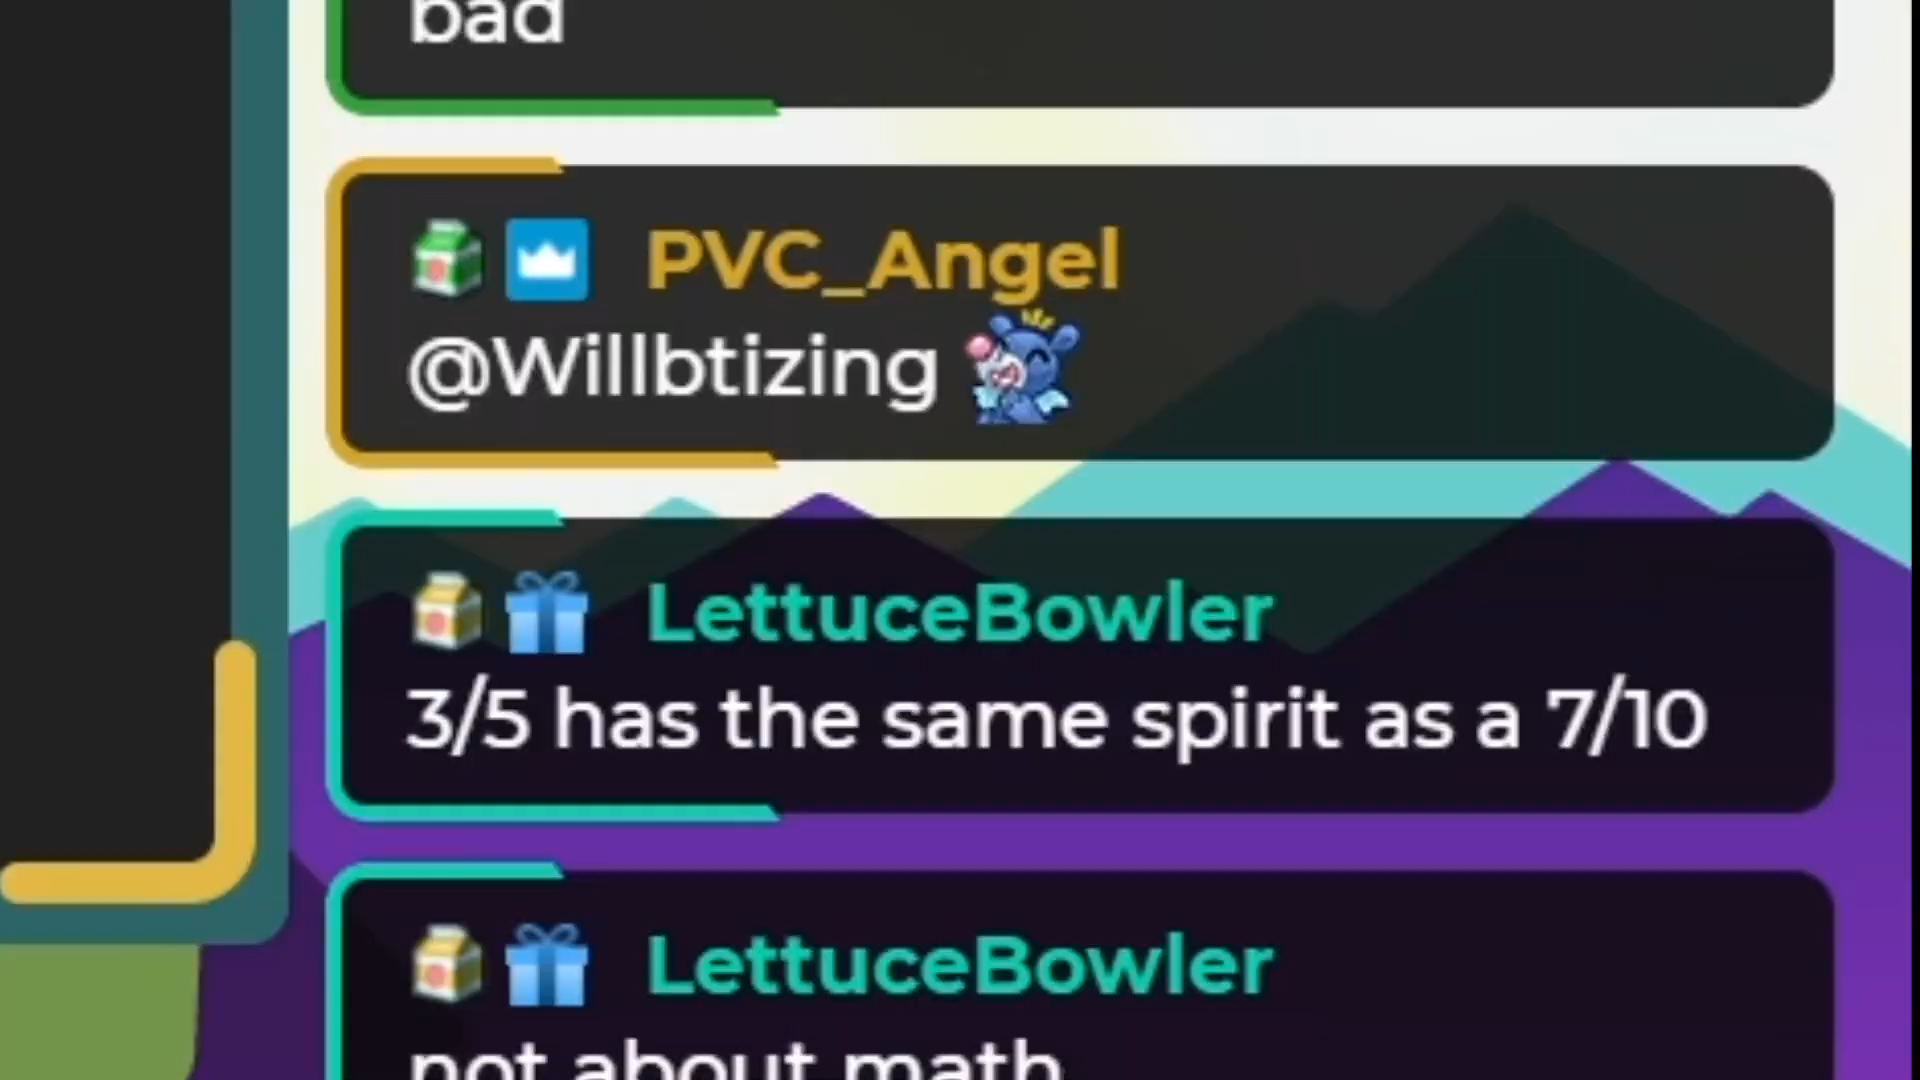 bad
PVC_Angel
@Willbtizing
LettuceBowler
3/5 has the same spirit as a 7/10
LettuceBowler
not about math